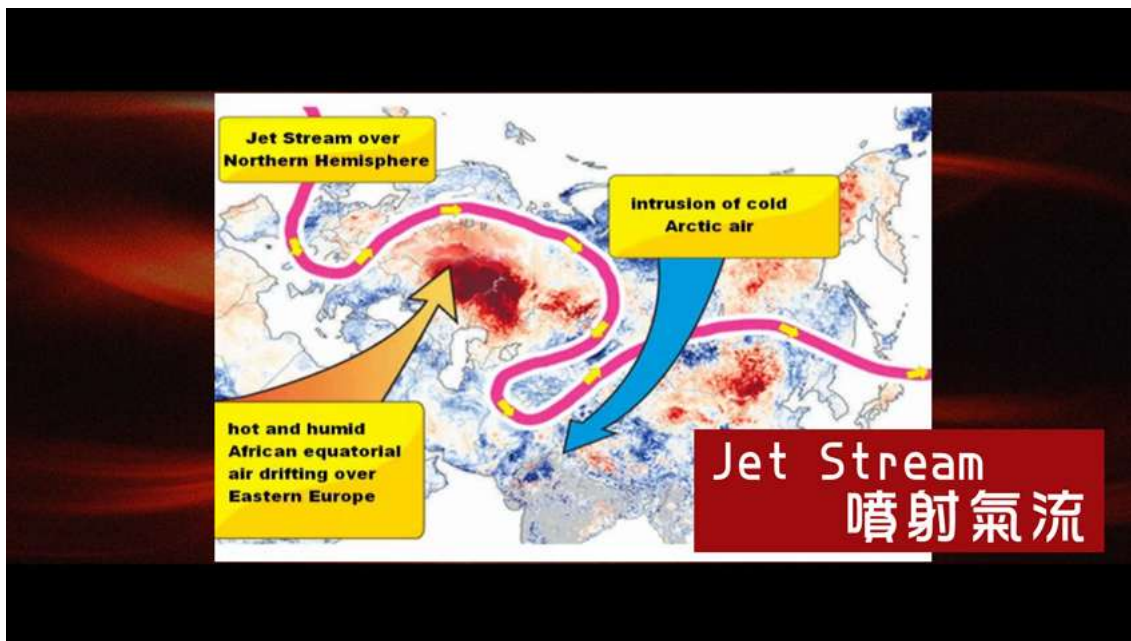 Jet Stream over
Northern Hemisphere
intrusion of cold
Arctic air
hot and humid
African equatorial
air drifting over
Eastern Europe
Jet Stream
噴射氣流